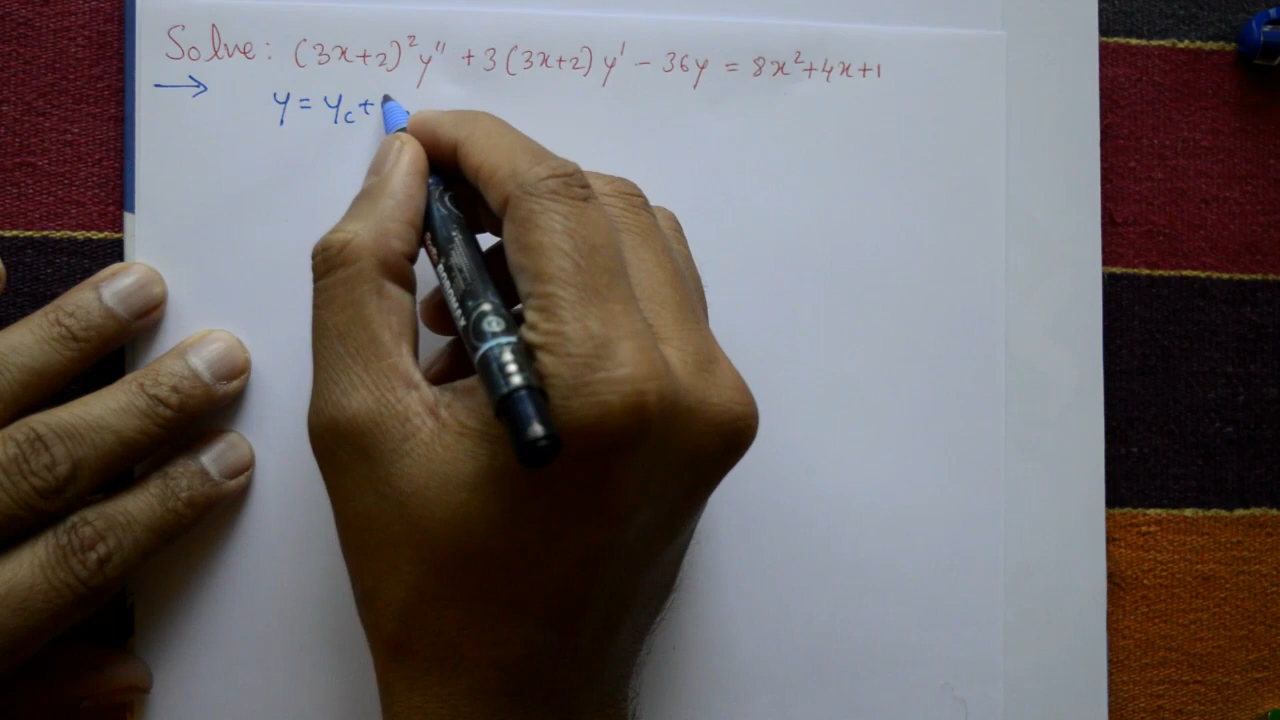 Solve: (3x+2)²y'' + 3(3x+2)y' - 36y = 8x²+4x+1
→ y = y_c +